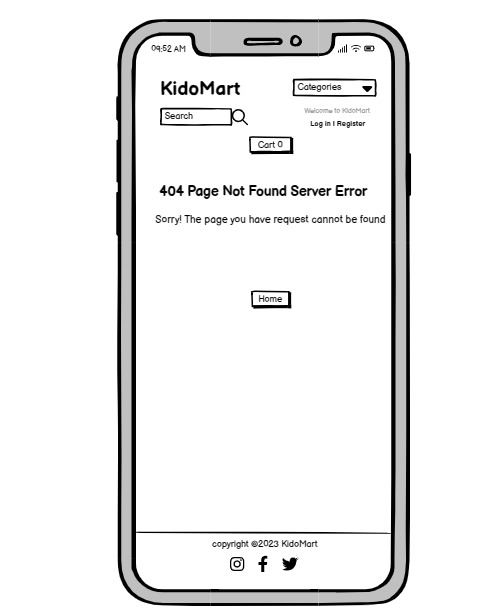 09:52 AM
KidoMart
Categories
Search
Welcome to KidoMart
Log in | Register
Cart 0
404 Page Not Found Server Error
Sorry! The page you have request cannot be found
Home
copyright ©2023 KidoMart